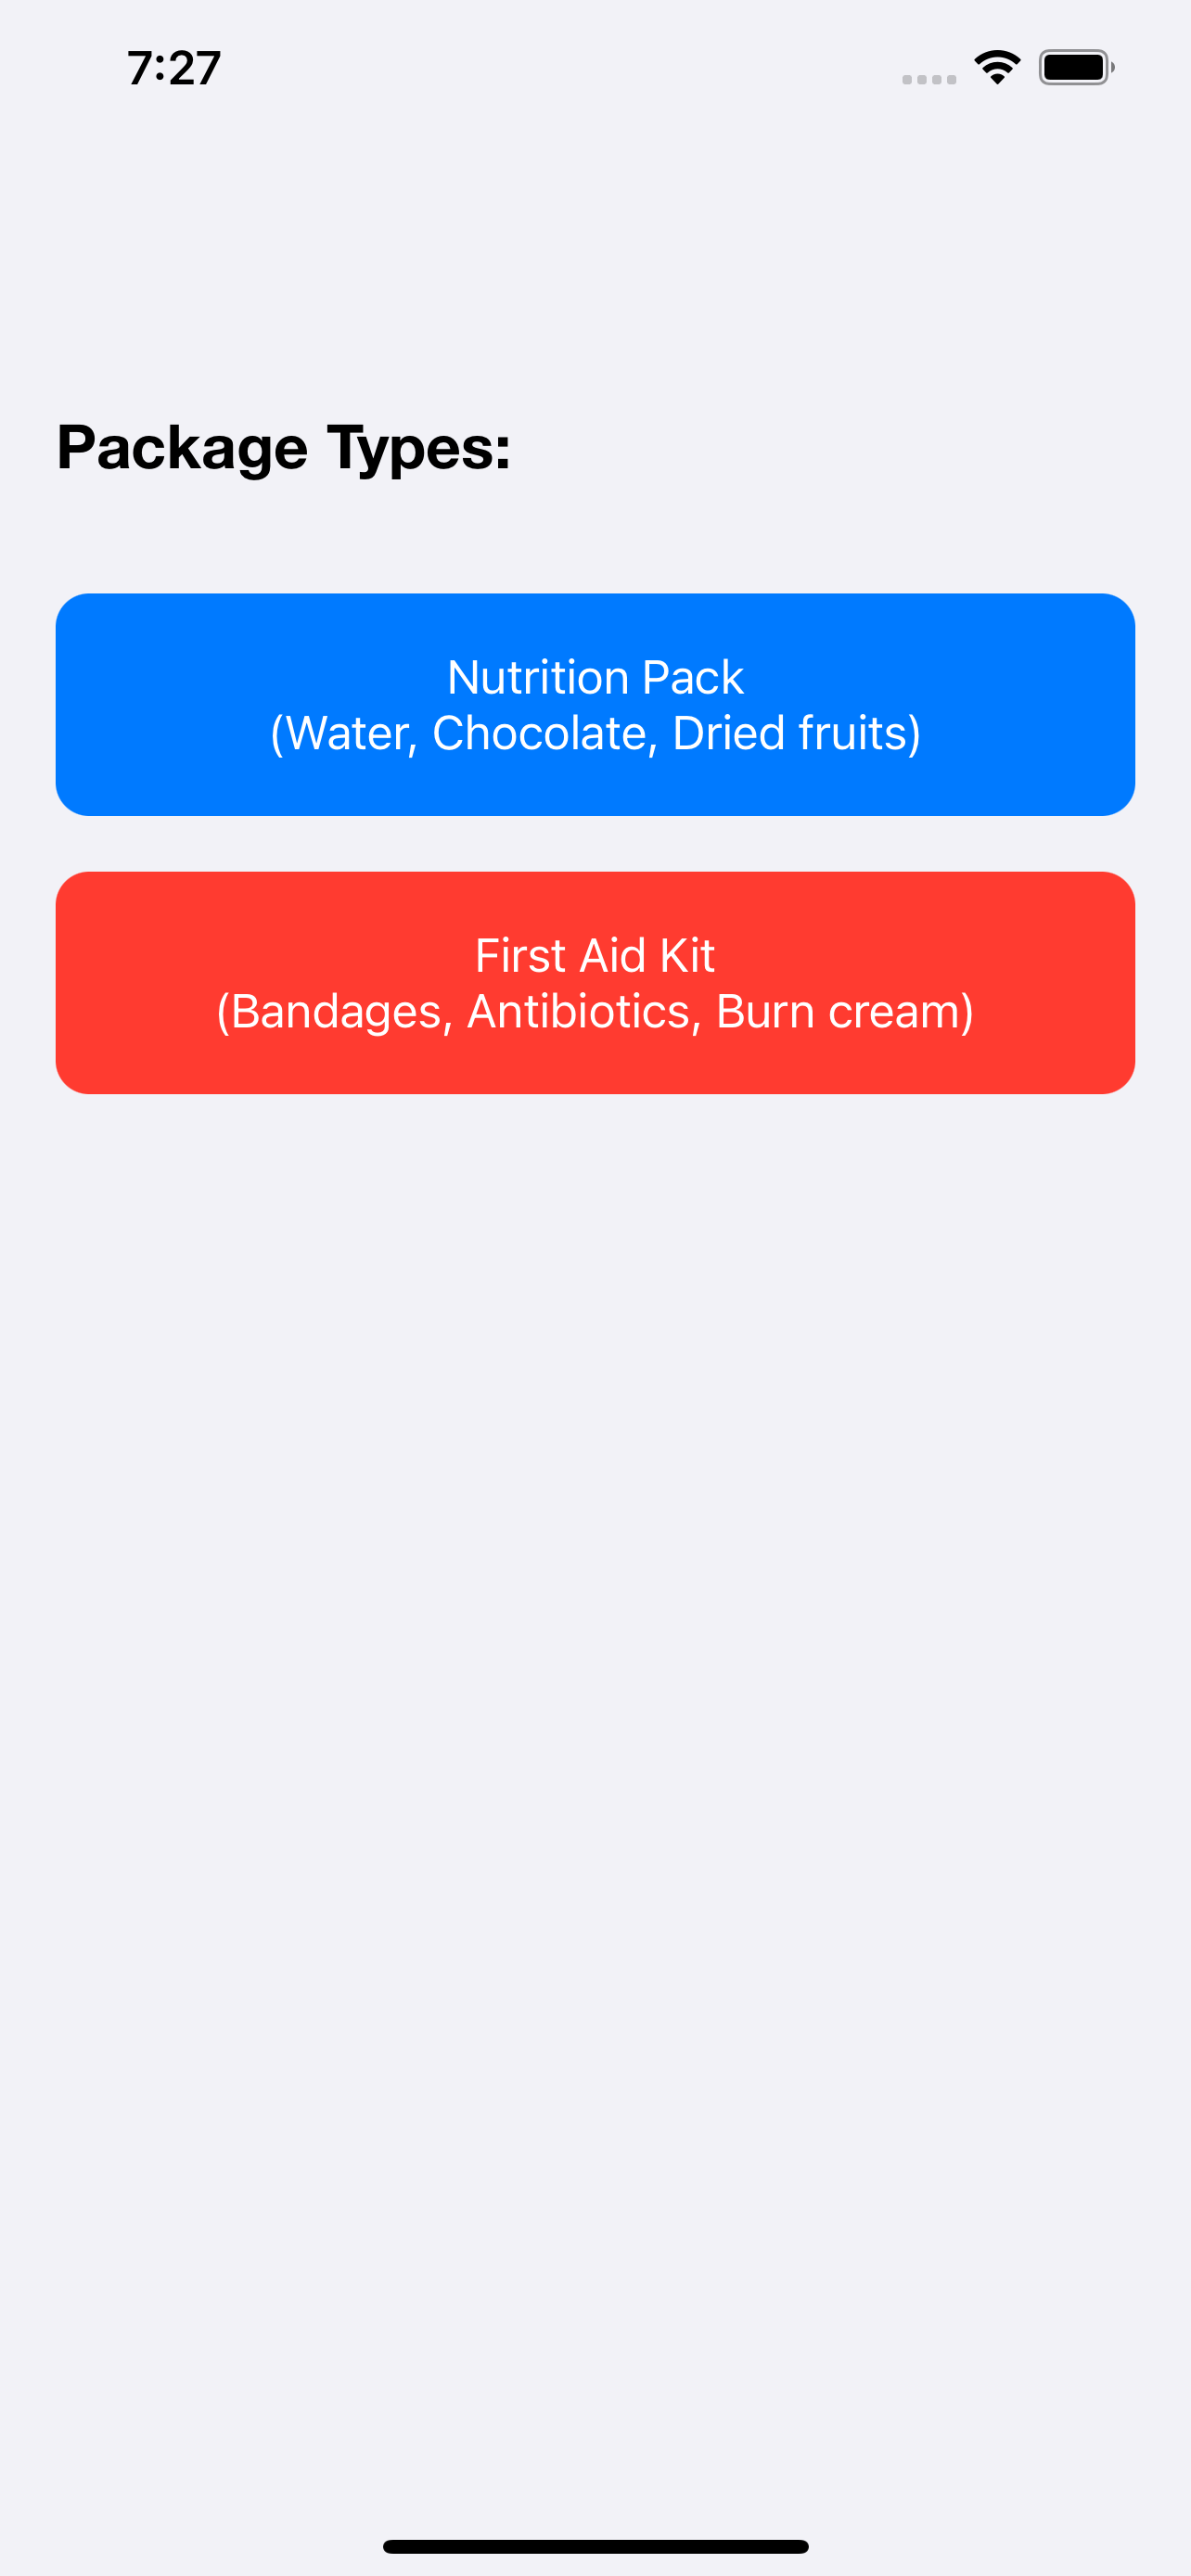 7:27
Package Types:
Nutrition Pack
(Water, Chocolate, Dried fruits)
First Aid Kit
(Bandages, Antibiotics, Burn cream)